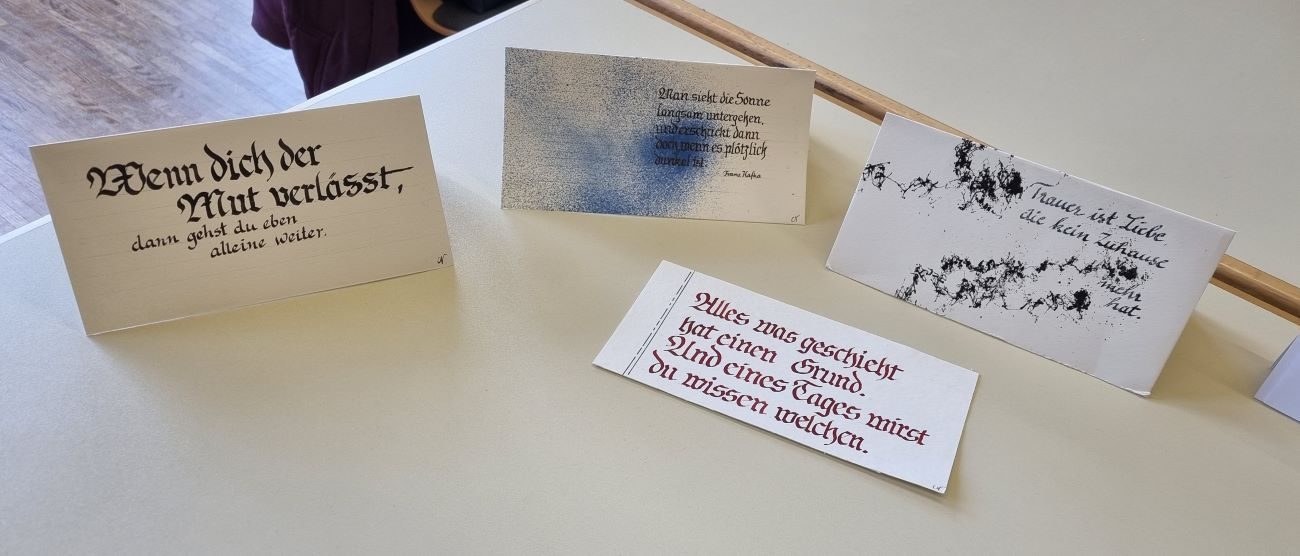 Wenn dich der
Mut verlässt,
dann gehst du eben
alleine weiter.
Man sieht die Sonne
langsam untergehen,
und erschrickt dann
doch wenn es plötzlich
dunkel ist.
Franz Kafka
Trauer ist Liebe
die kein Zuhause
mehr
hat.
Alles was geschieht
hat einen Grund.
Und eines Tages wirst
du wissen welchen.